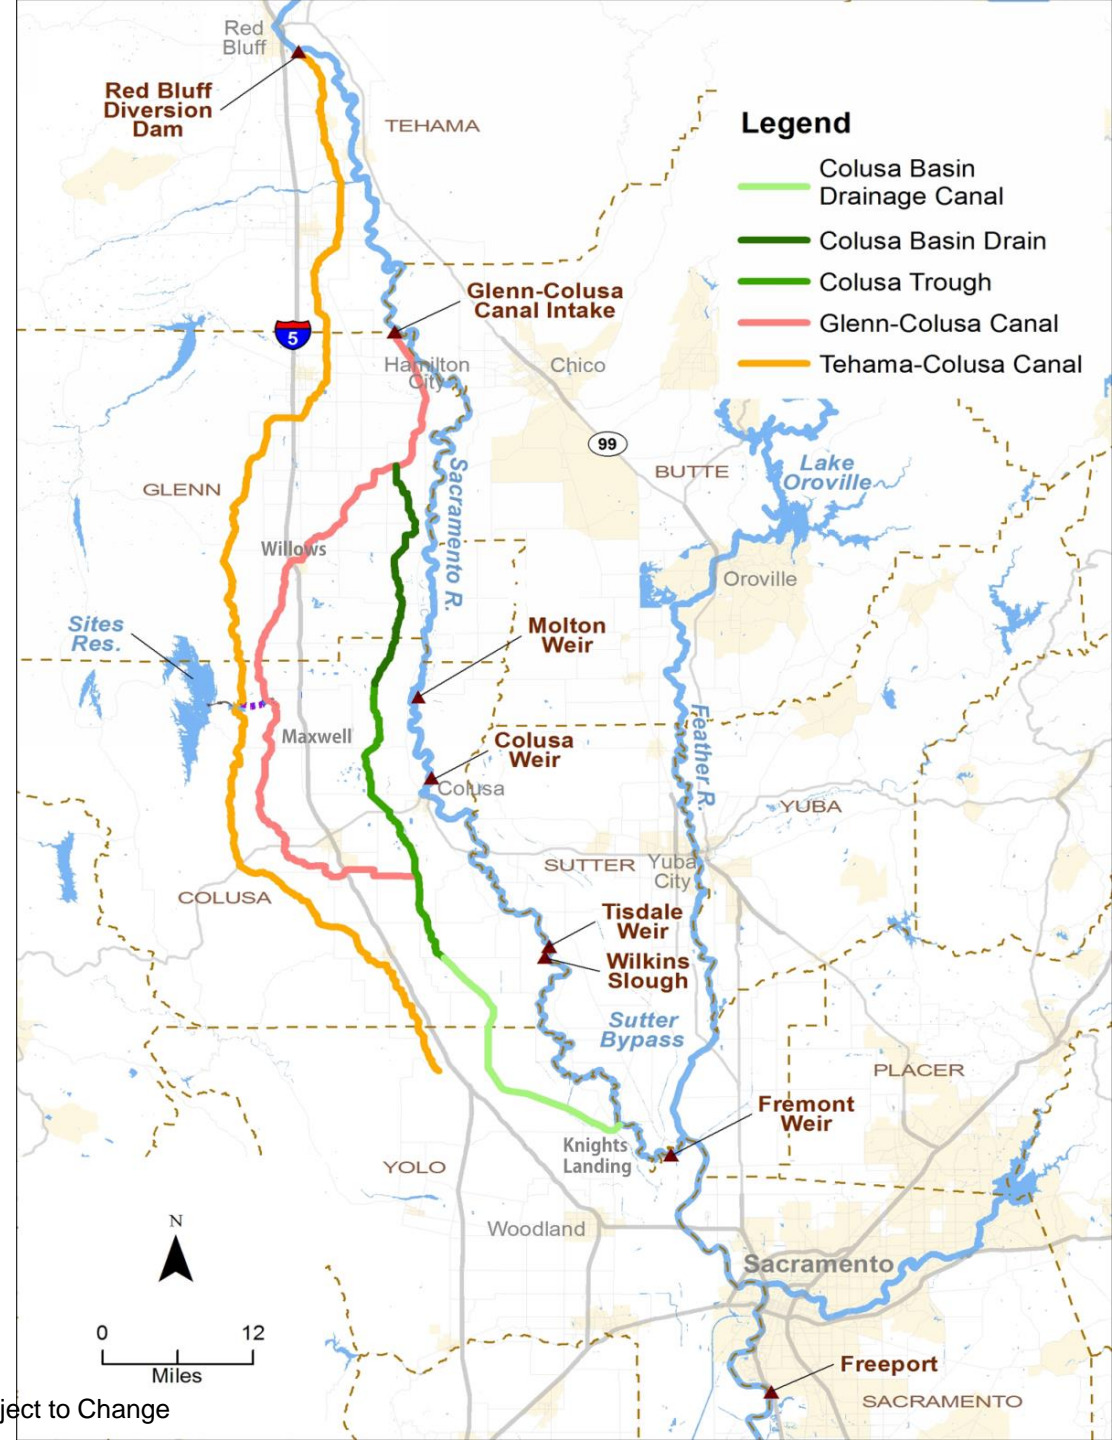 Red
Bluff
Red Bluff
Diversion
Dam
TEHAMA
Legend
Colusa Basin
Drainage Canal
Colusa Basin Drain
Colusa Trough
Glenn-Colusa Canal
Tehama-Colusa Canal
Glenn-Colusa
Canal Intake
5
Hamilton
City
Chico
99
GLENN
Sacramento R.
BUTTE
Lake
Oroville
Willows
Oroville
Sites
Res.
Molton
Weir
Feather R.
Maxwell
Colusa
Weir
Colusa
YUBA
SUTTER
Yuba
City
COLUSA
Tisdale
Weir
Wilkins
Slough
Sutter
Bypass
PLACER
Fremont
Weir
Knights
Landing
YOLO
N
Woodland
Sacramento
0 12
Miles
Freeport
SACRAMENTO
ject to Change